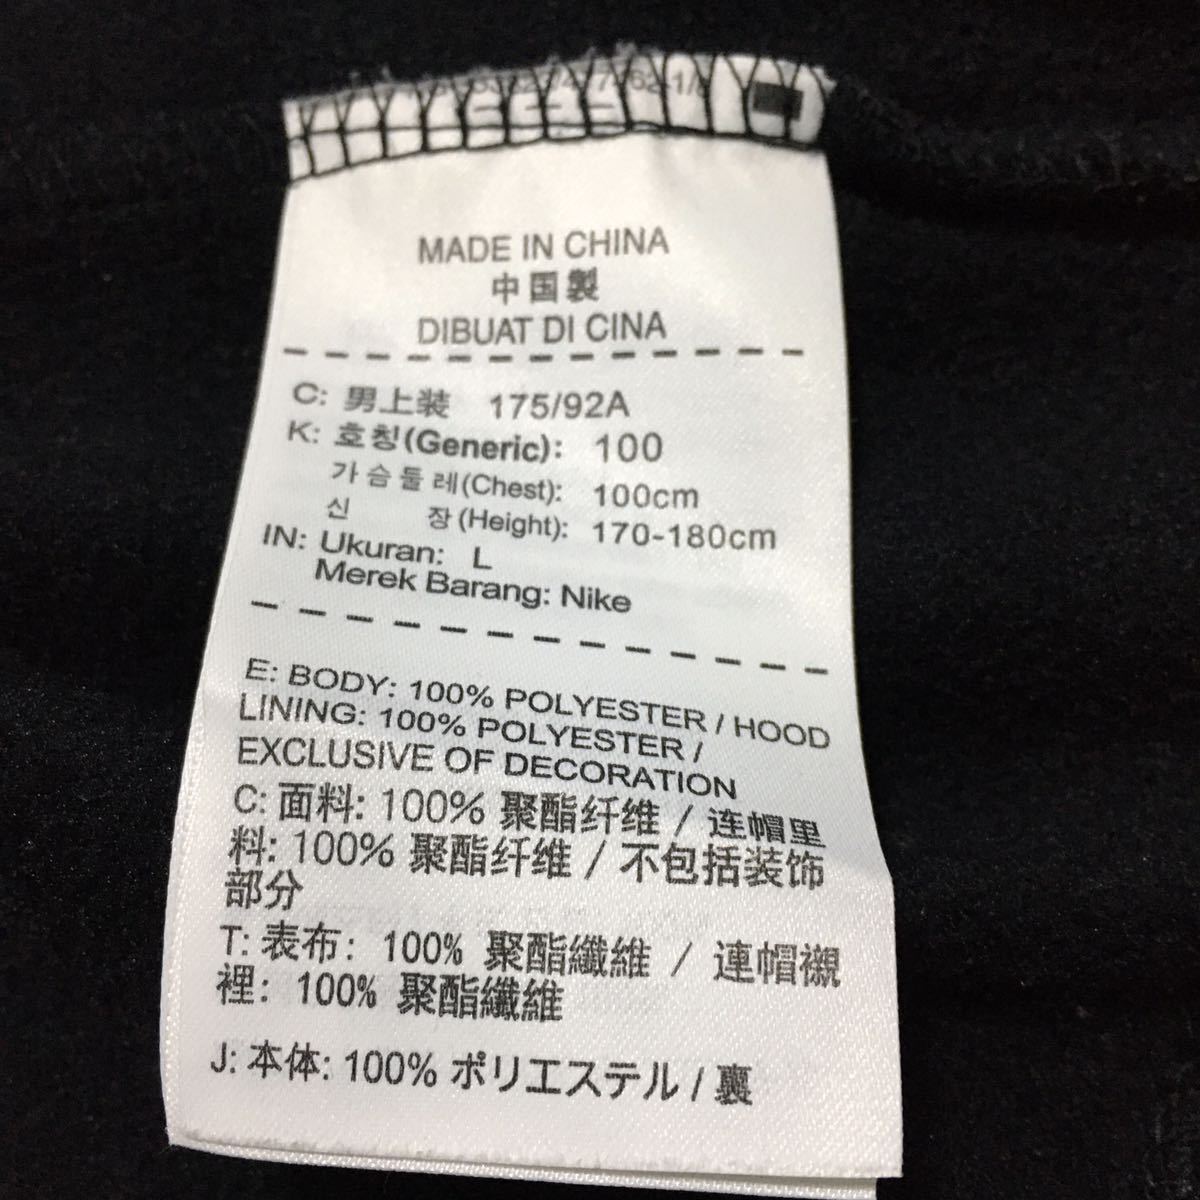 MADE IN CHINA
中国製
DIBUAT DI CINA
C: 男上装 175/92A
K: 호칭(Generic): 100
가슴둘레(Chest): 100cm
신 장(Height): 170-180cm
IN: Ukuran: L
Merek Barang: Nike
E: BODY: 100% POLYESTER / HOOD
LINING: 100% POLYESTER /
EXCLUSIVE OF DECORATION
C: 面料: 100% 聚酯纤维 / 连帽里
料: 100% 聚酯纤维 / 不包括装饰
部分
T: 表布: 100% 聚酯纖維 / 連帽襯
裡: 100% 聚酯纖維
J: 本体: 100% ポリエステル / 裏